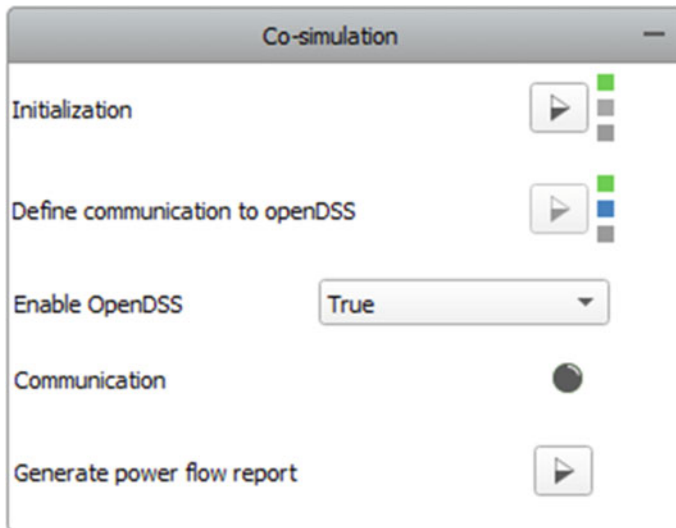 Co-simulation
Initialization
Define communication to openDSS
Enable OpenDSS True
Communication
Generate power flow report